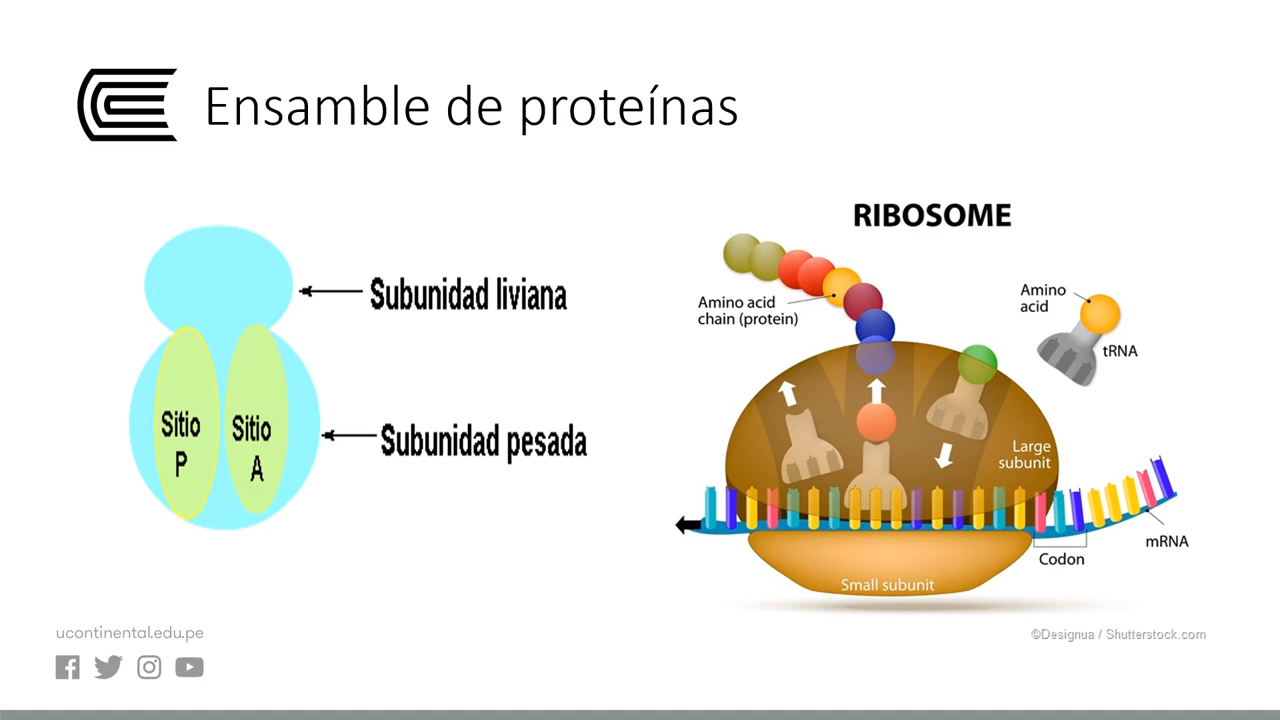 Ensamble de proteínas
Subunidad liviana
Sitio
P
Sitio
A
Subunidad pesada
RIBOSOME
Amino acid
chain (protein)
Amino
acid
tRNA
Large
subunit
mRNA
Codon
Small subunit
ucontinental.edu.pe
©Designua / Shutterstock.com